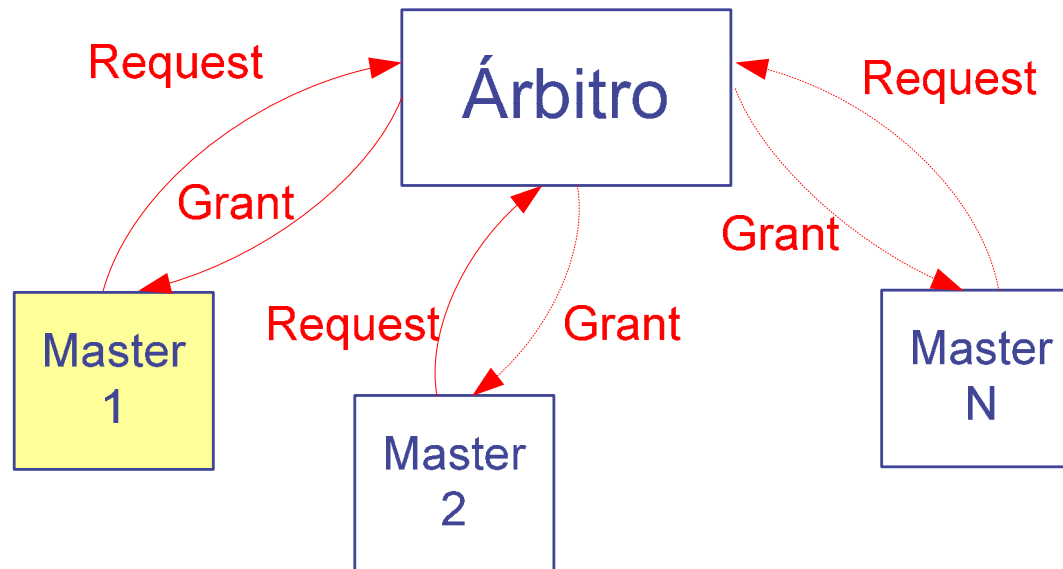 Request
Árbitro
Request
Grant
Grant
Request
Grant
Master
1
Master
2
Master
N